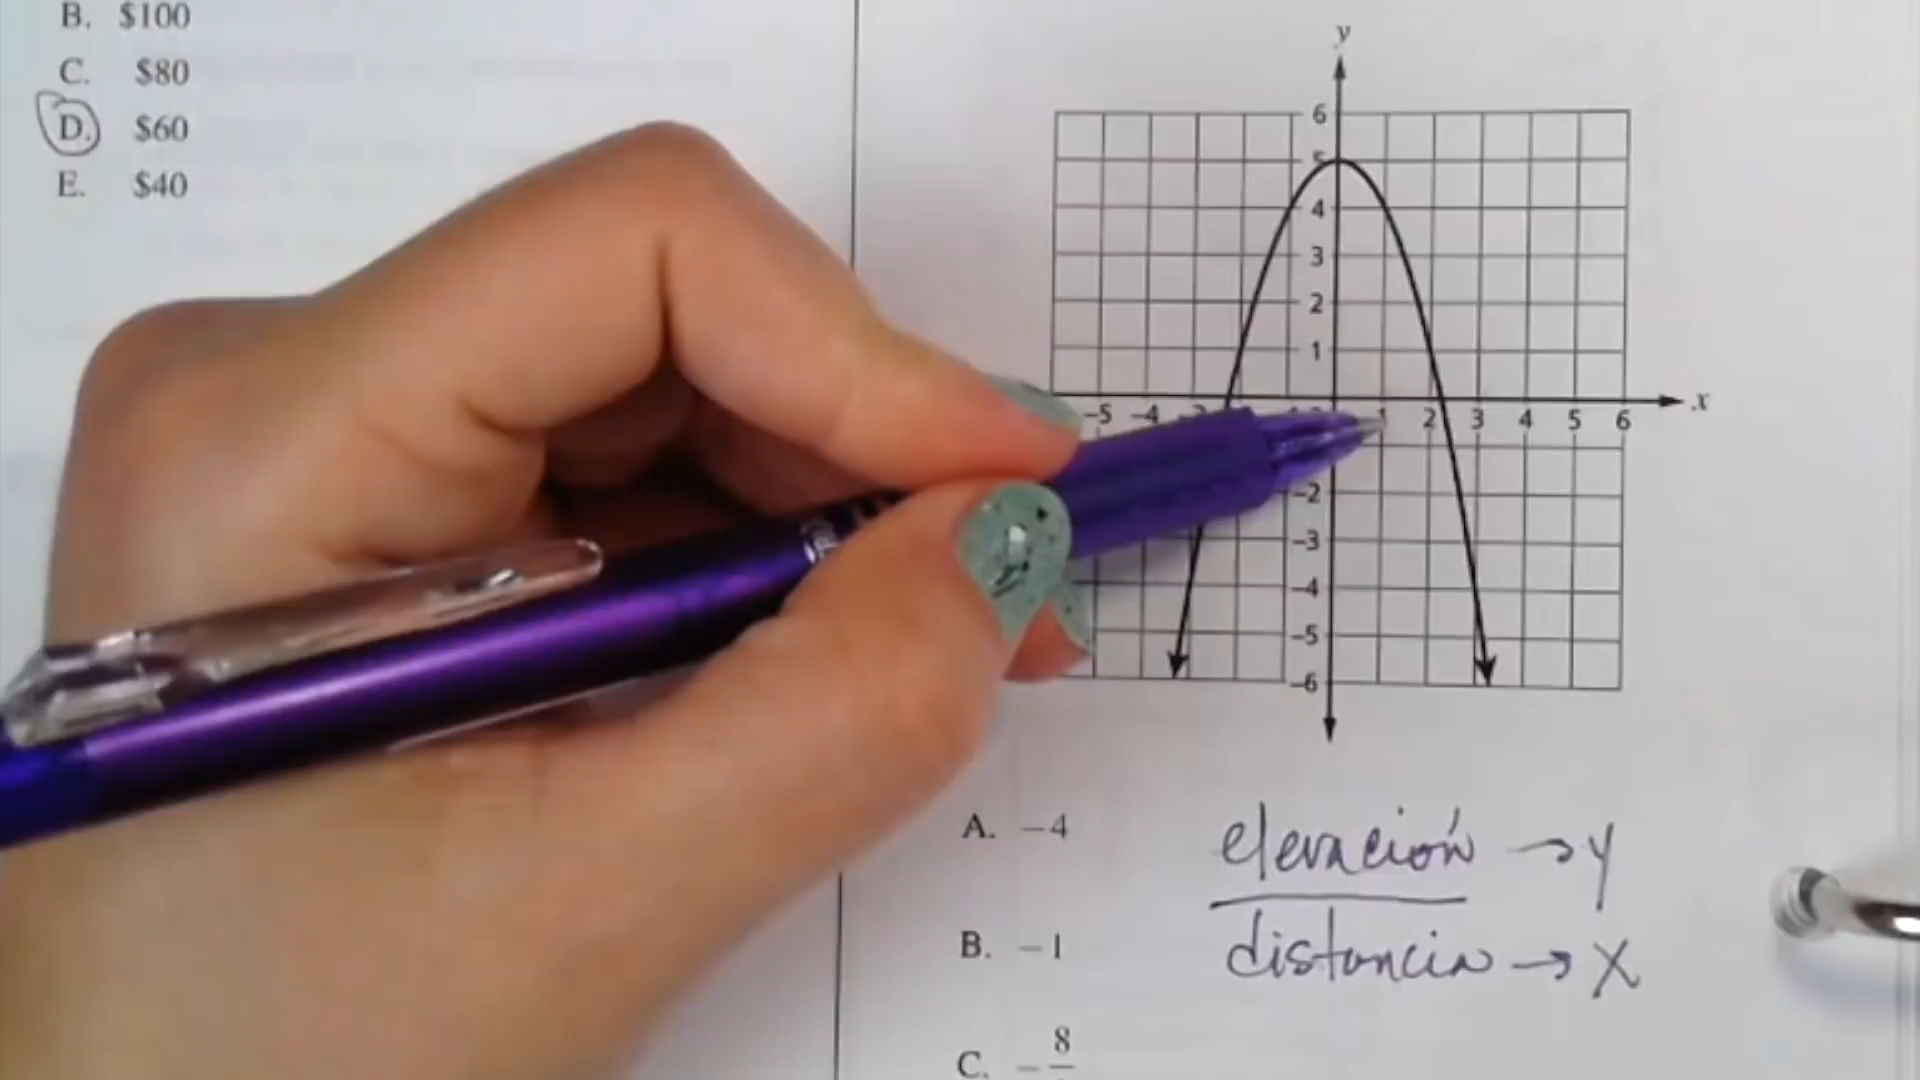 B. $100
C. $80
D. $60
E. $40
y
6
5
4
3
2
1
-5 -4 1 2 3 4 5 6 x
-2
-3
-4
-5
-6
A. -4
B. -1
C. - 8
elevación → y
distancia → x